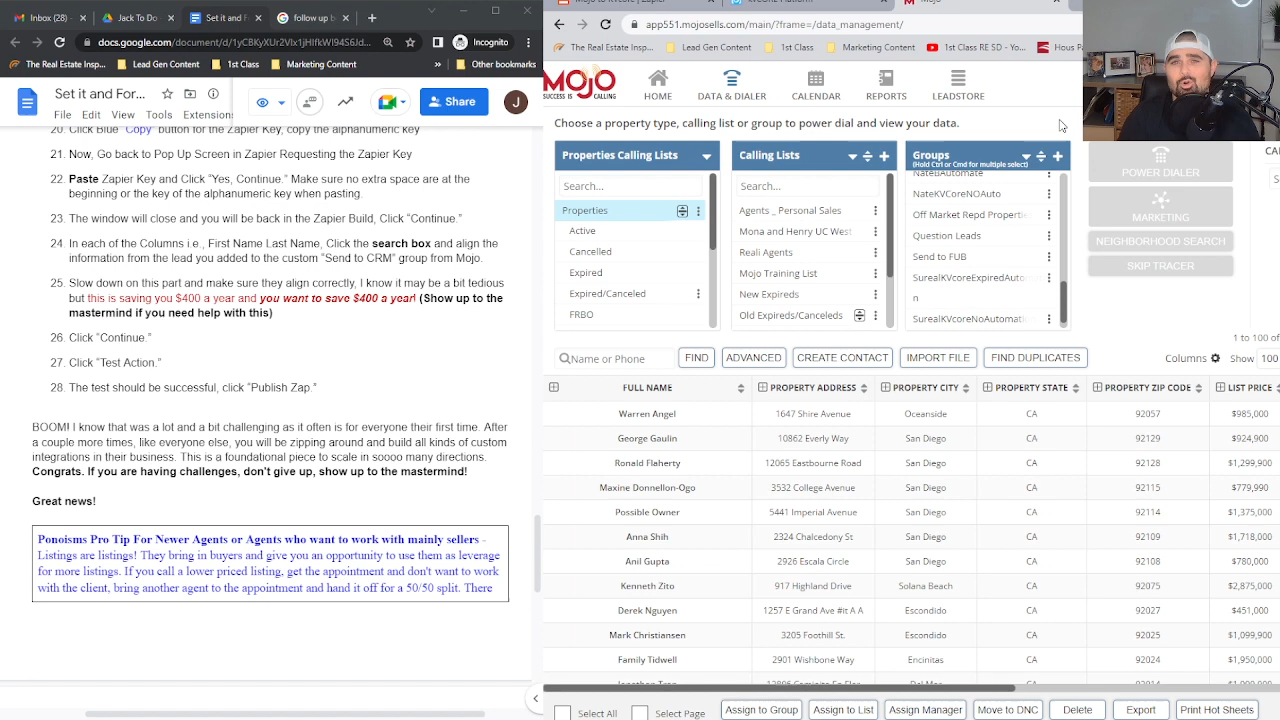 Inbox (
Jack To Do
Set it and For
follow up b
docs.google.com/document/d/1yCBKyXUr2VIx1jHIfkWI94S6Jd
Incognito
The Real Estate Insp...
Lead Gen Content
1st Class
Marketing Content
»
Other bookmarks
Set it and For...
File Edit View Tools Extensions
Share
J
20. Click Blue "Copy" button for the Zapier Key, copy the alphanumeric key
21. Now, Go back to Pop Up Screen in Zapier Requesting the Zapier Key
22. Paste Zapier Key and Click "Yes, Continue." Make sure no extra space are at the
beginning or the key of the alphanumeric key when pasting.
23. The window will close and you will be back in the Zapier Build, Click "Continue."
24. In each of the Columns i.e., First Name Last Name, Click the search box and align the
information from the lead you added to the custom "Send to CRM" group from Mojo.
25. Slow down on this part and make sure they align correctly, I know it may be a bit tedious
but this is saving you $400 a year and you want to save $400 a year! (Show up to the
mastermind if you need help with this)
26. Click "Continue."
27. Click "Test Action."
28. The test should be successful, click "Publish Zap."
BOOM! I know that was a lot and a bit challenging as it often is for everyone their first time. After
a couple more times, like everyone else, you will be zipping around and build all kinds of custom
integrations in their business. This is a foundational piece to scale in soooo many directions.
Congrats. If you are having challenges, don't give up, show up to the mastermind!
Great news!
Ponoisms Pro Tip For Newer Agents or Agents who want to work with mainly sellers -
Listings are listings! They bring in buyers and give you an opportunity to use them as leverage
for more listings. If you call a lower priced listing, get the appointment and don't want to work
with the client, bring another agent to the appointment and hand it off for a 50/50 split. There
app551.mojosells.com/main/?frame=/data_management/
The Real Estate Insp...
Lead Gen Content
1st Class
Marketing Content
1st Class RE SD - Yo...
Hous Pa
MOJO
SUCCESS IS CALLING
HOME
DATA & DIALER
CALENDAR
REPORTS
LEADSTORE
Choose a property type, calling list or group to power dial and view your data.
Properties Calling Lists
Search...
Properties
Active
Cancelled
Expired
Expired/Cancelled
FRBO
Calling Lists
Search...
Agents _ Personal Sales
Mona and Henry UC West
Reali Agents
Mojo Training List
New Expireds
Old Expireds/Canceleds
Groups
(Hold Ctrl or Cmd for multiple select)
NateBAutomate
NateKVCoreNOAuto
Off Market Repd Properti
Question Leads
Send to FUB
SurealKVcoreExpiredAuto
n
SurealKVcoreNoAutomati
POWER DIALER
MARKETING
NEIGHBORHOOD SEARCH
SKIP TRACER
CA
S
1 to 100 of
Name or Phone
FIND
ADVANCED
CREATE CONTACT
IMPORT FILE
FIND DUPLICATES
Columns
Show 100
FULL NAME PROPERTY ADDRESS PROPERTY CITY PROPERTY STATE PROPERTY ZIP CODE LIST PRICE
Warren Angel 1647 Shire Avenue Oceanside CA 92057 $985,000
George Gaulin 10862 Everly Way San Diego CA 92129 $924,900
Ronald Flaherty 12065 Eastbourne Road San Diego CA 92128 $1,299,900
Maxine Donnellon-Ogo 3532 College Avenue San Diego CA 92115 $779,990
Possible Owner 5441 Imperial Avenue San Diego CA 92114 $1,375,000
Anna Shih 2324 Chalcedony St San Diego CA 92109 $1,718,000
Anil Gupta 2926 Escala Circle San Diego CA 92108 $780,000
Kenneth Zito 917 Highland Drive Solana Beach CA 92075 $2,875,000
Derek Nguyen 1257 E Grand Ave #it A A Escondido CA 92027 $451,000
Mark Christiansen 3205 Foothill St. Escondido CA 92025 $1,099,900
Family Tidwell 2901 Wishbone Way Encinitas CA 92024 $1,950,000
Select All
Select Page
Assign to Group
Assign to List
Assign Manager
Move to DNC
Delete
Export
Print Hot Sheets